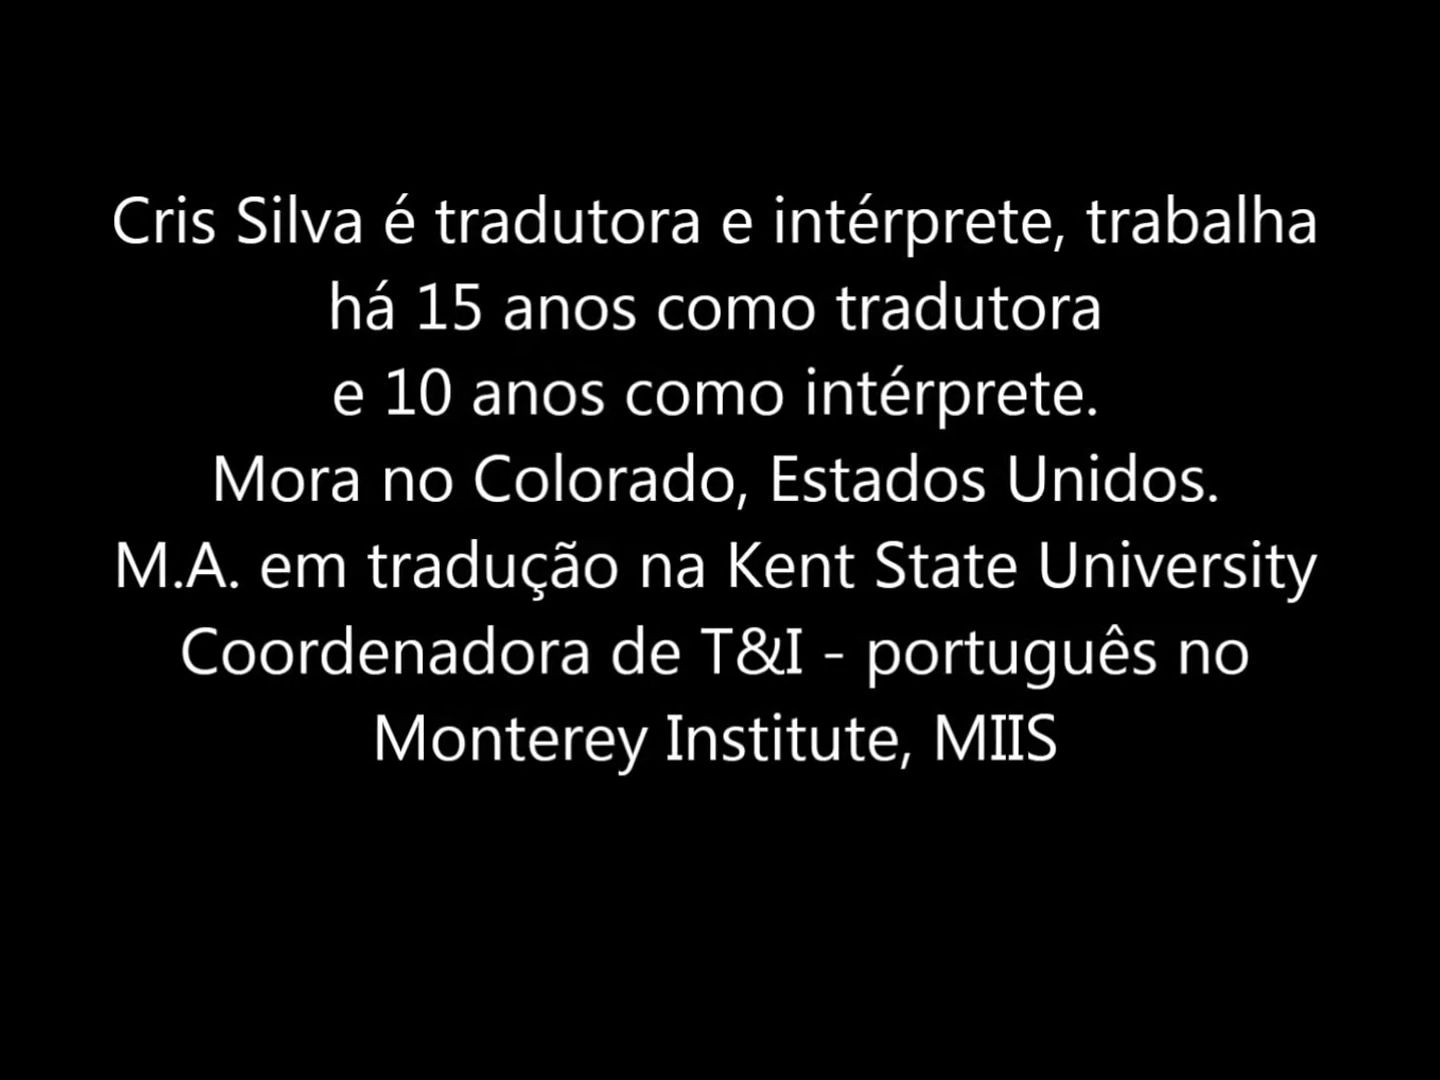 Cris Silva é tradutora e intérprete, trabalha
há 15 anos como tradutora
e 10 anos como intérprete.
Mora no Colorado, Estados Unidos.
M.A. em tradução na Kent State University
Coordenadora de T&I - português no
Monterey Institute, MIIS